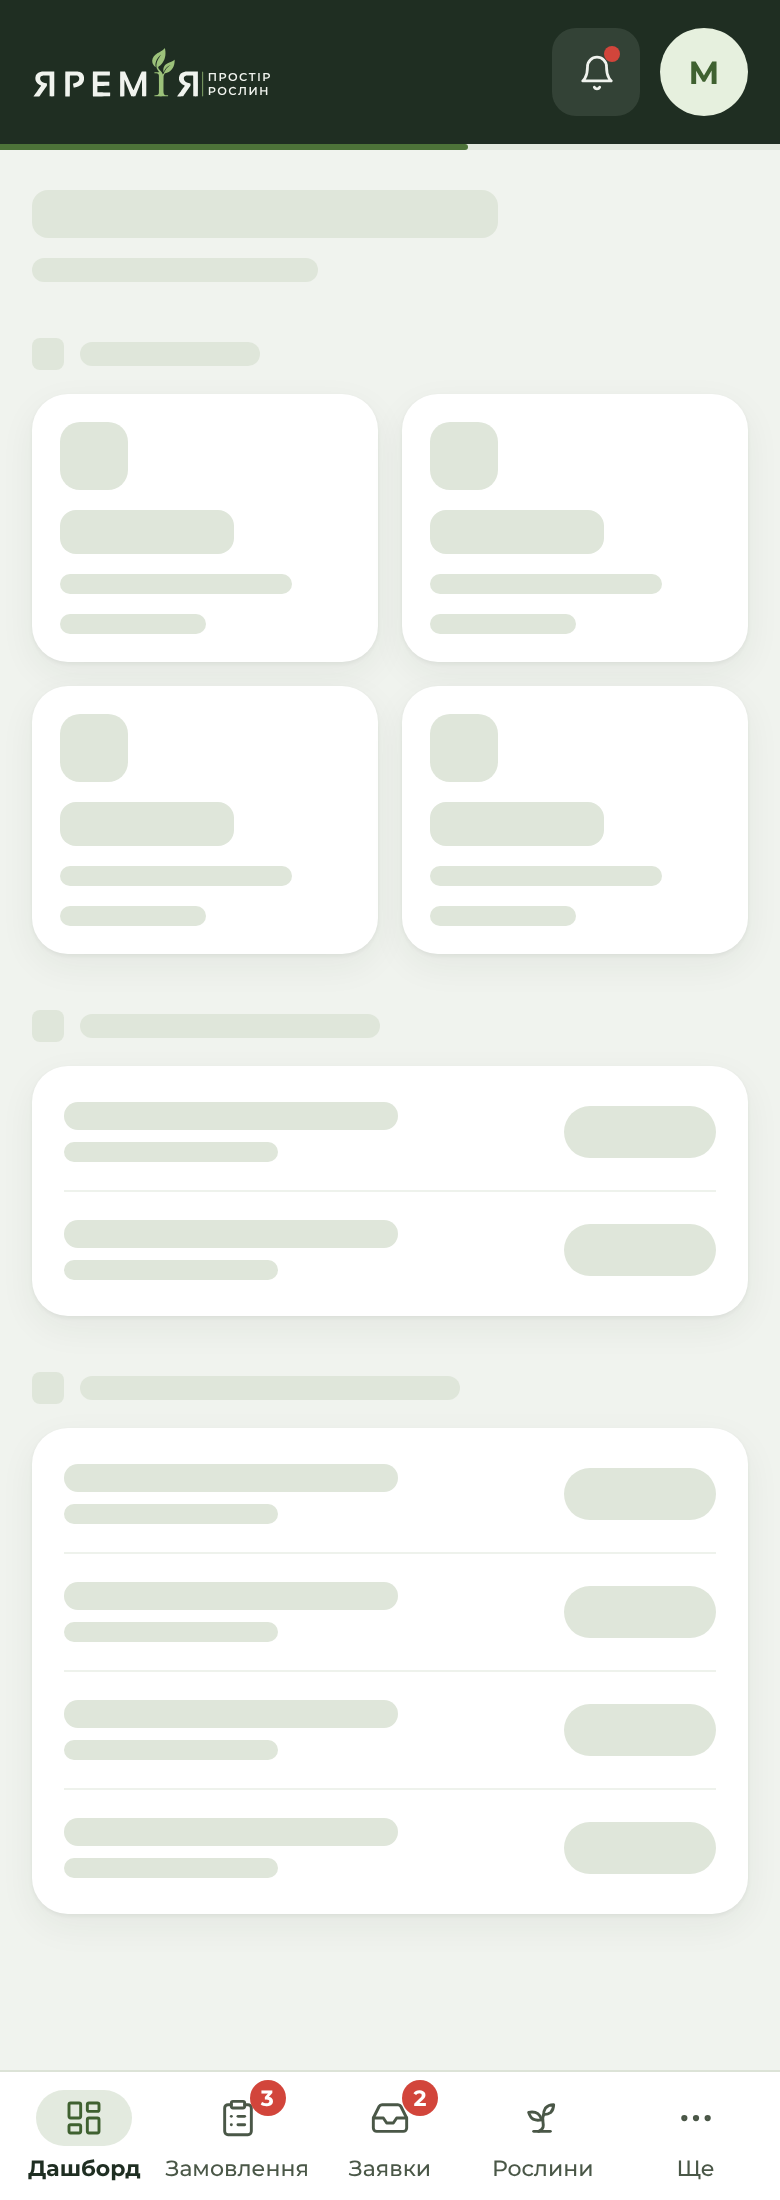 ЯРЕМІЯ
ПРОСТІР
РОСЛИН
М
3
2
Дашборд
Замовлення
Заявки
Рослини
Ще